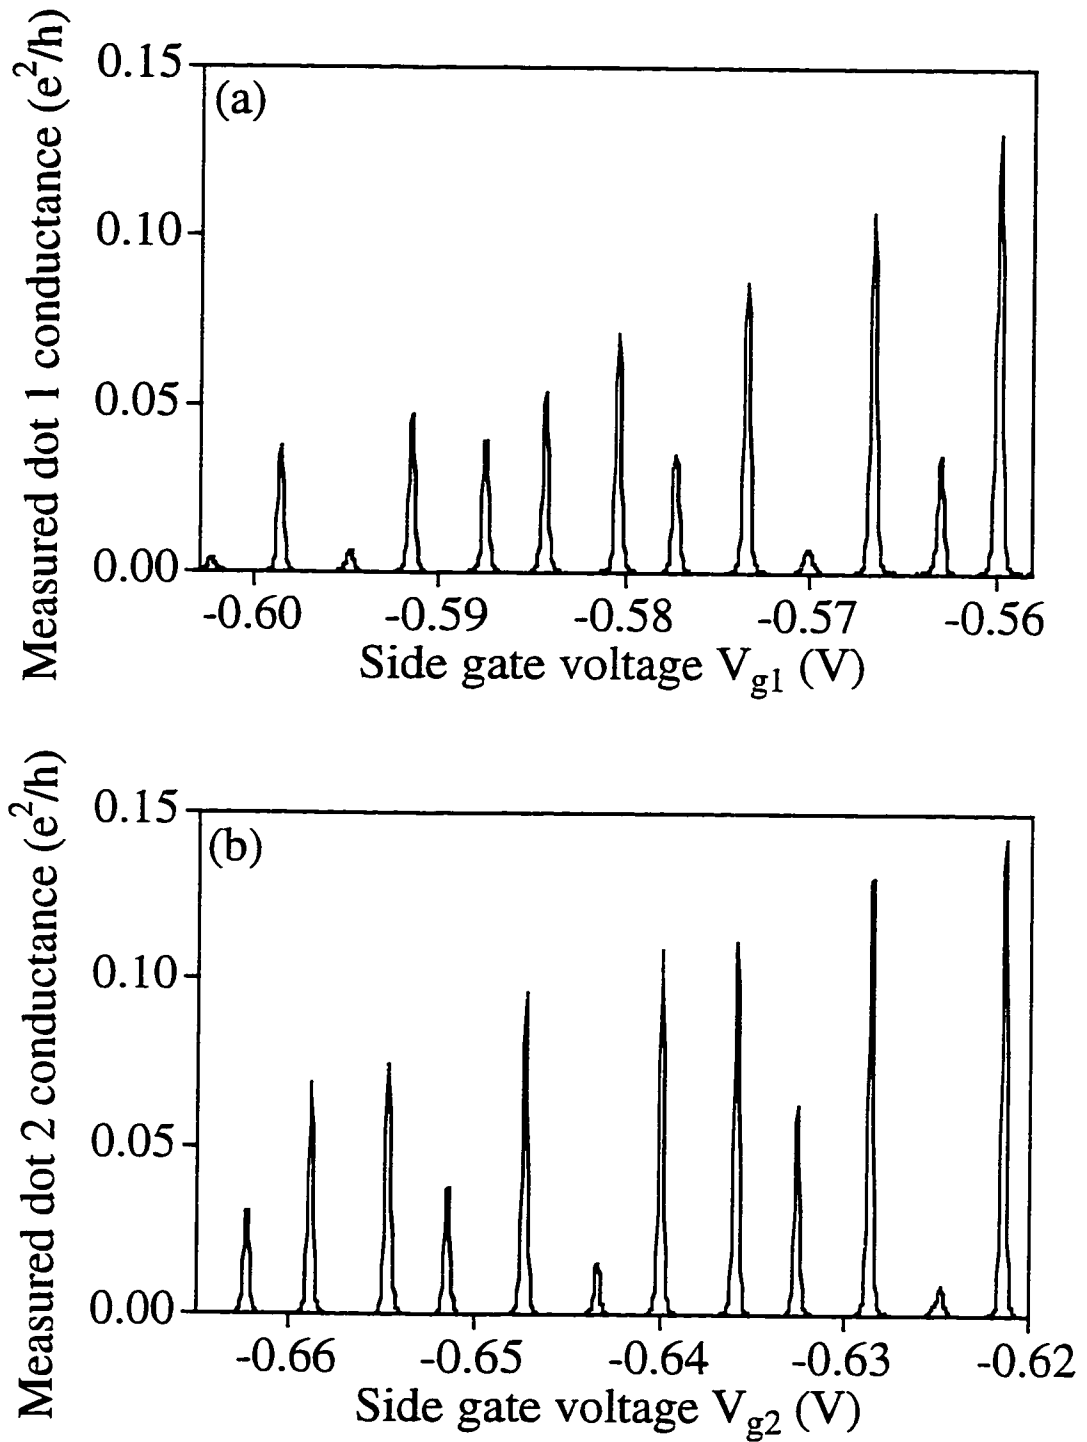 Measured dot 1 conductance (e²/h)
0.15
(a)
0.10
0.05
0.00
-0.60 -0.59 -0.58 -0.57 -0.56
Side gate voltage Vg1 (V)
Measured dot 2 conductance (e²/h)
0.15
(b)
0.10
0.05
0.00
-0.66 -0.65 -0.64 -0.63 -0.62
Side gate voltage Vg2 (V)